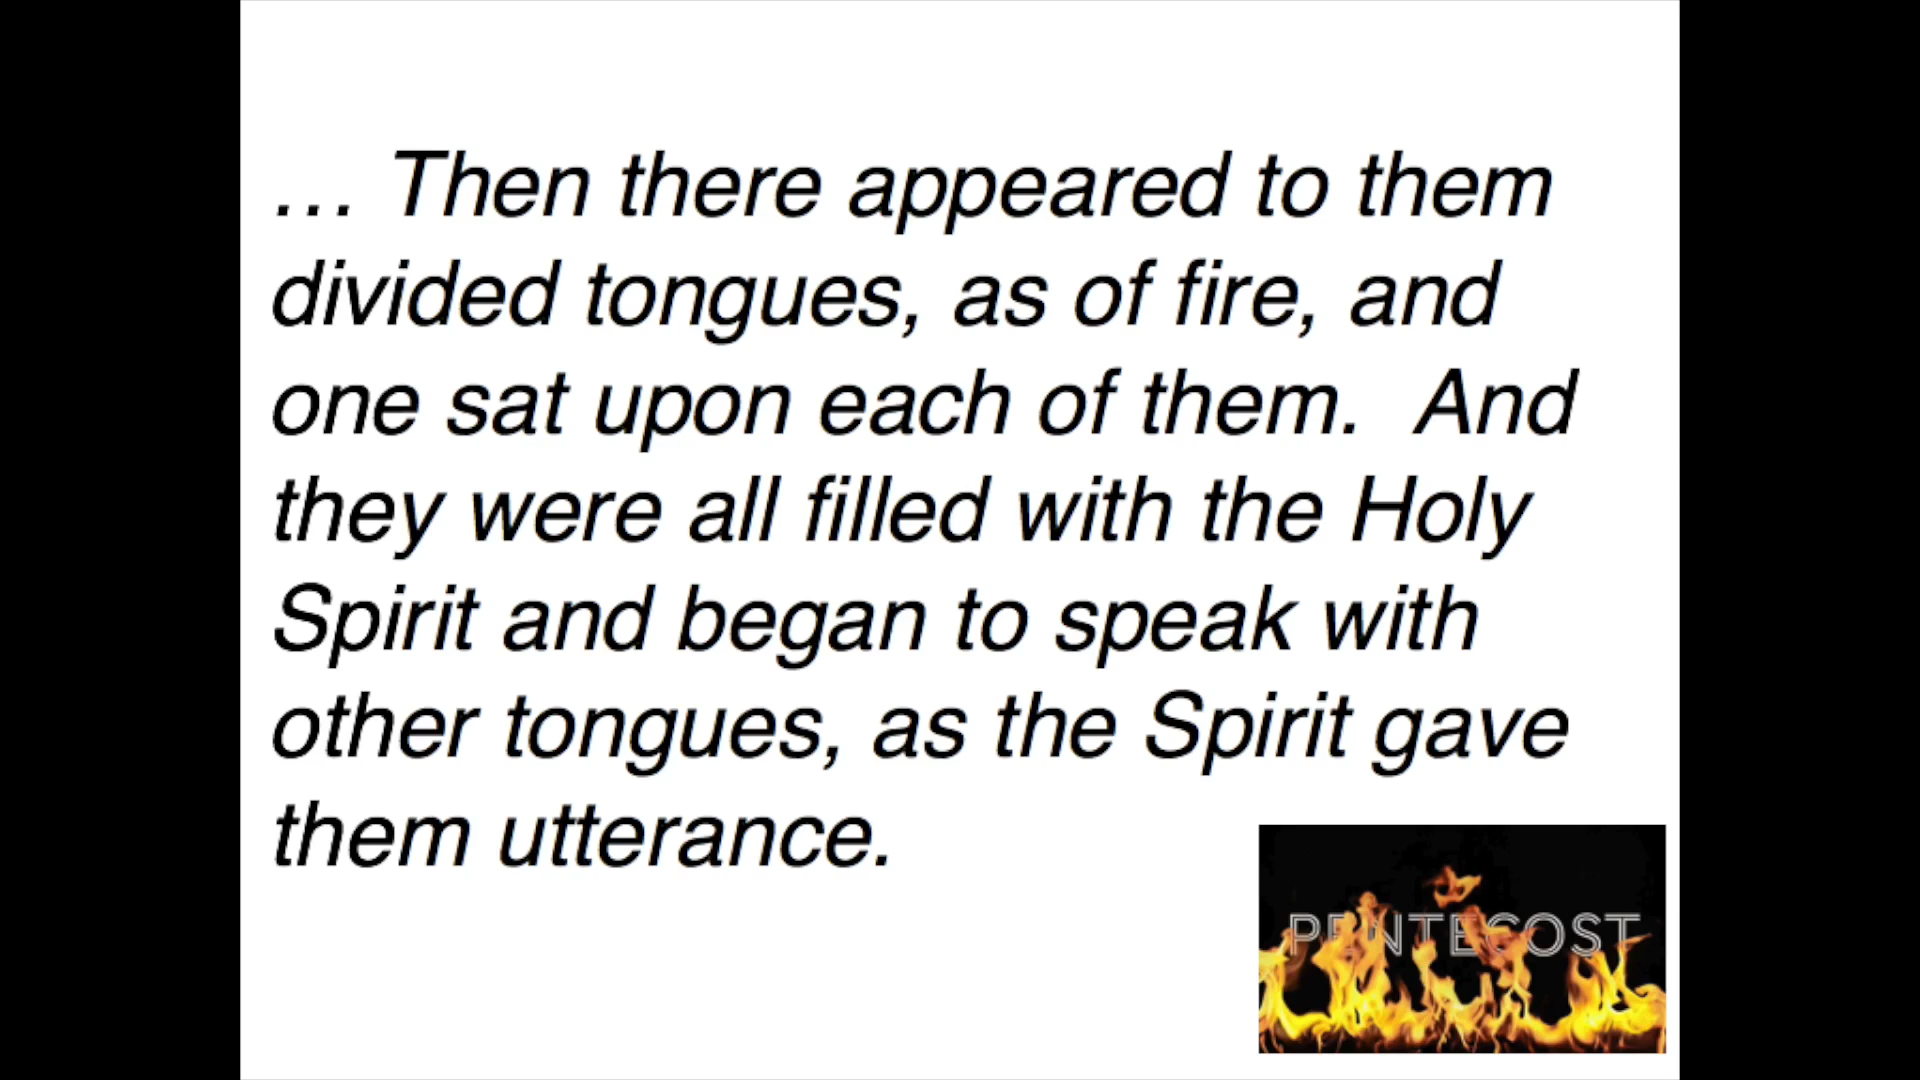 … Then there appeared to them
divided tongues, as of fire, and
one sat upon each of them.  And
they were all filled with the Holy
Spirit and began to speak with
other tongues, as the Spirit gave
them utterance.
PENTECOST